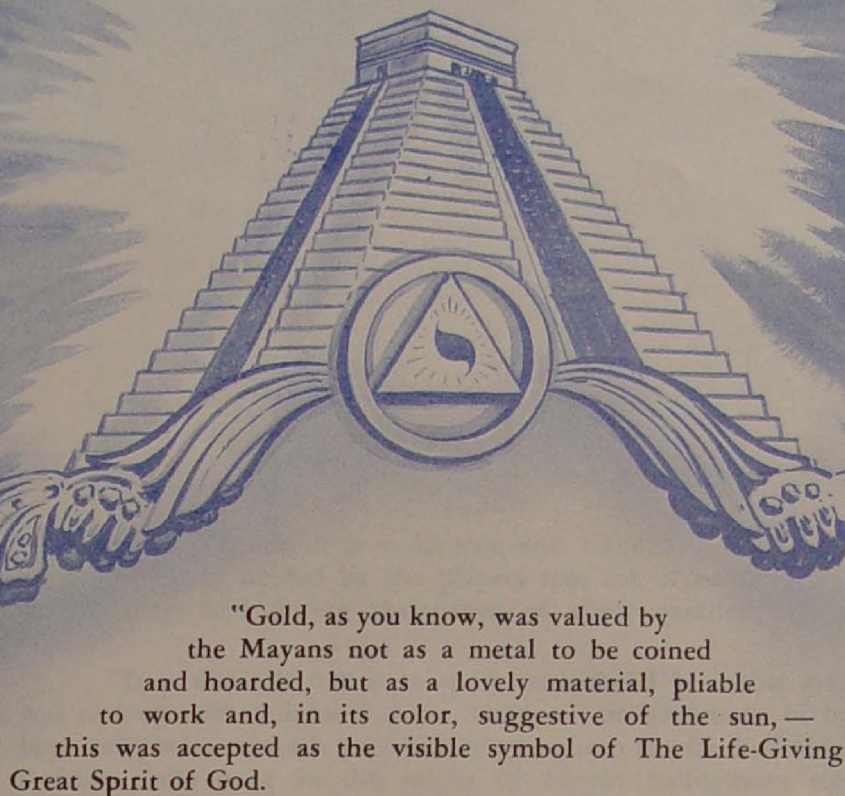 "Gold, as you know, was valued by
the Mayans not as a metal to be coined
and hoarded, but as a lovely material, pliable
to work and, in its color, suggestive of the sun, —
this was accepted as the visible symbol of The Life-Giving
Great Spirit of God.